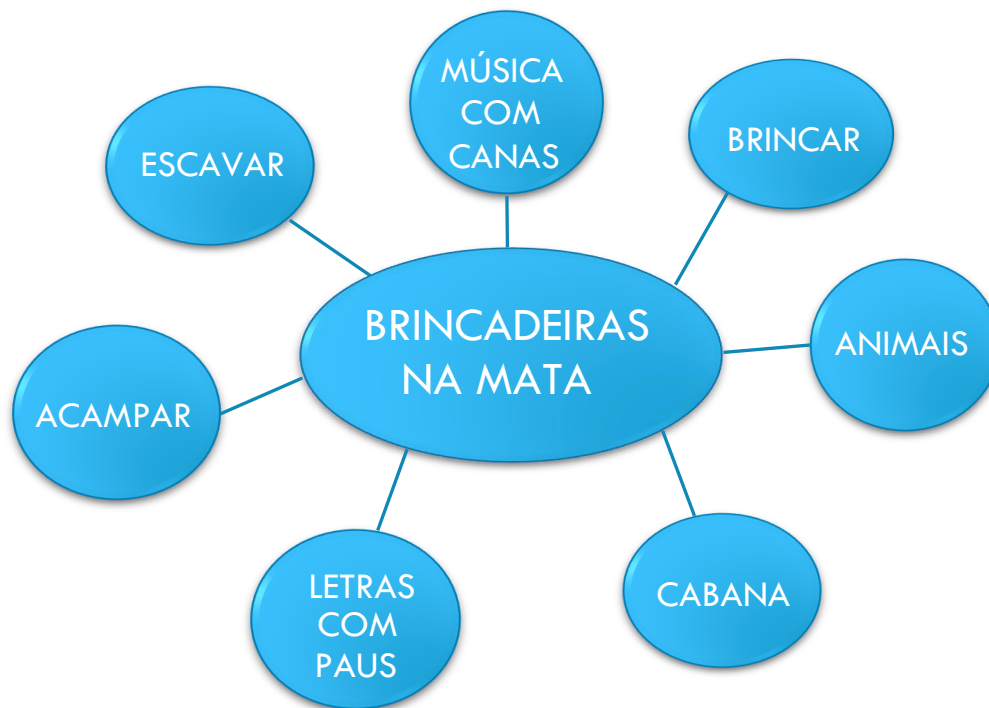 MÚSICA
COM
CANAS
BRINCAR
ESCAVAR
BRINCADEIRAS
NA MATA
ANIMAIS
ACAMPAR
LETRAS
COM
PAUS
CABANA